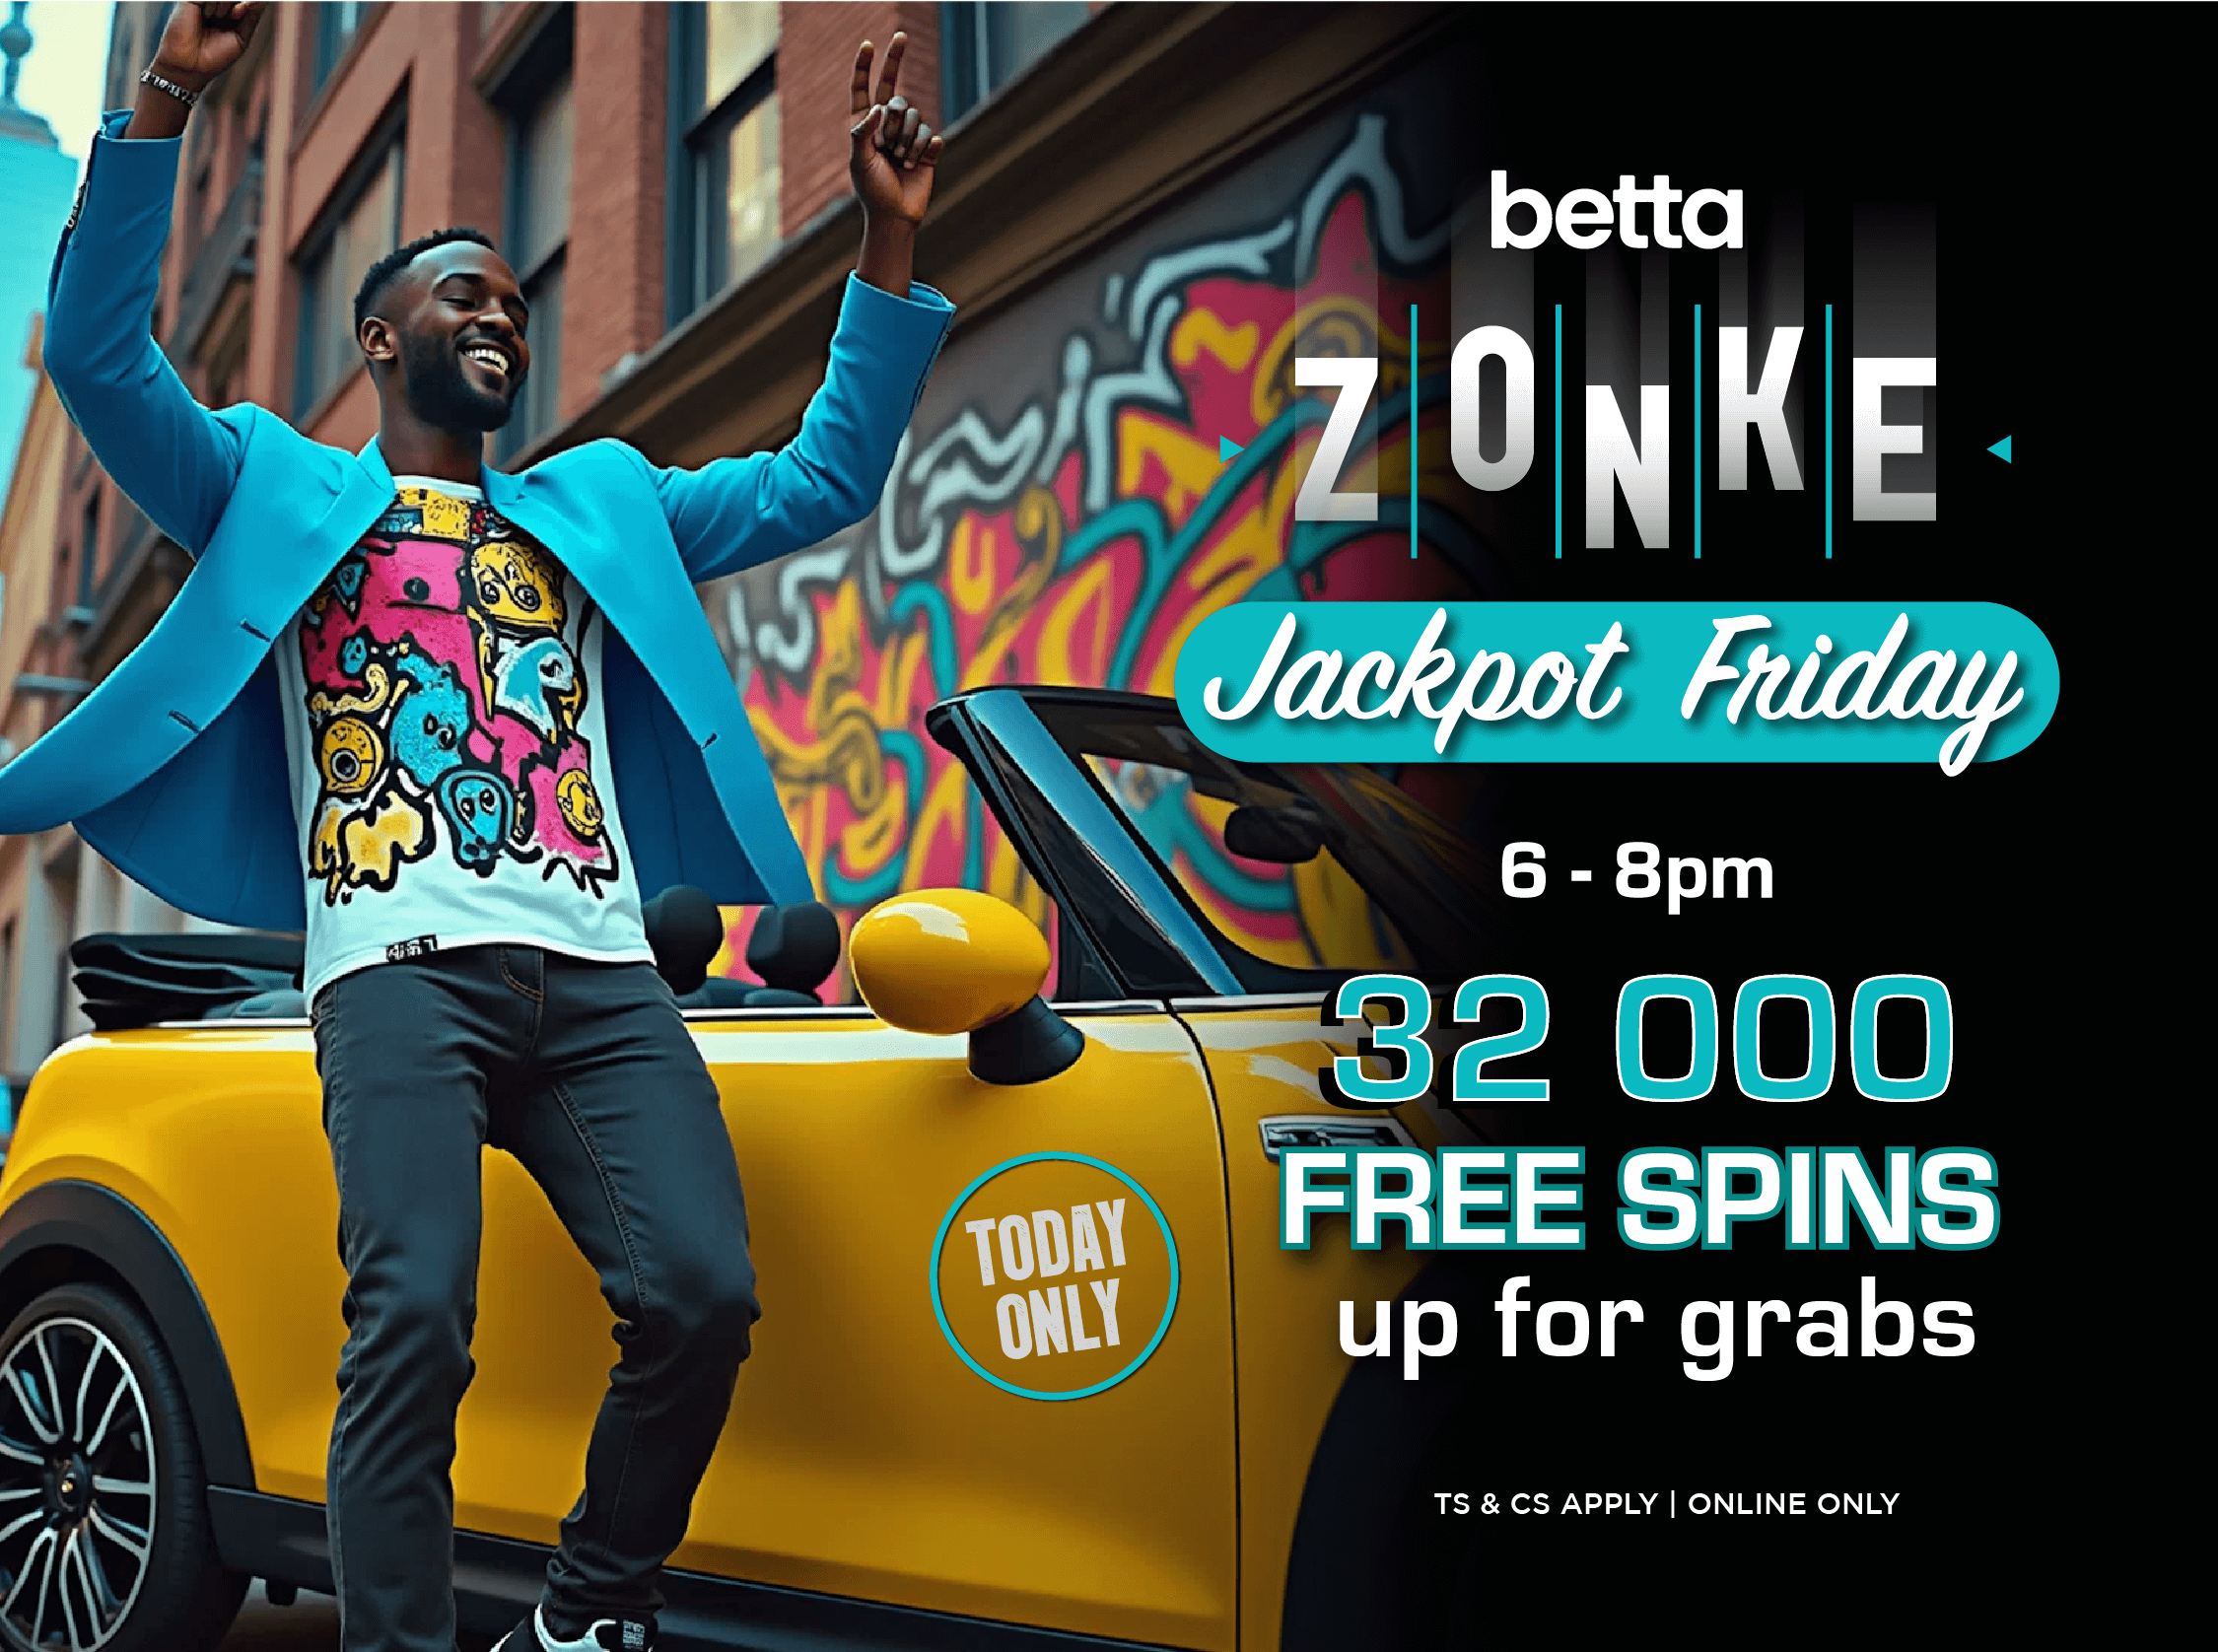 betta
ZONKE
Jackpot Friday
6 - 8pm
32 000
FREE SPINS
up for grabs
TODAY
ONLY
TS & CS APPLY | ONLINE ONLY